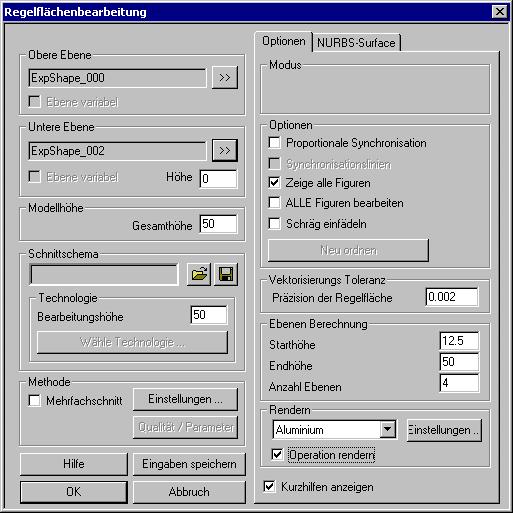 Regelflächenbearbeitung
Obere Ebene
ExpShape_000
>>
Ebene variabel
Untere Ebene
ExpShape_002
>>
Ebene variabel
Höhe
0
Modellhöhe
Gesamthöhe
50
Schnittschema
Technologie
Bearbeitungshöhe
50
Wähle Technologie ...
Methode
Mehrfachschnitt
Einstellungen ...
Qualität / Parameter
Hilfe
Eingaben speichern
OK
Abbruch
Optionen
NURBS-Surface
Modus
Optionen
Proportionale Synchronisation
Synchronisationslinien
Zeige alle Figuren
ALLE Figuren bearbeiten
Schräg einfädeln
Neu ordnen
Vektorisierungs Toleranz
Präzision der Regelfläche
0.002
Ebenen Berechnung
Starthöhe
12.5
Endhöhe
50
Anzahl Ebenen
4
Rendern
Aluminium
Einstellungen ..
Operation rendern
Kurzhilfen anzeigen